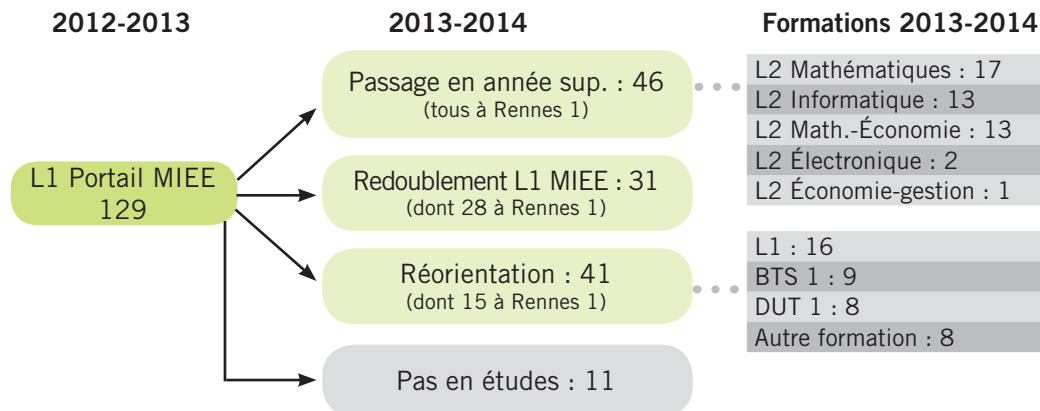 2012-2013
2013-2014
Formations 2013-2014
L1 Portail MIEE
129
Passage en année sup. : 46
(tous à Rennes 1)
L2 Mathématiques : 17
L2 Informatique : 13
L2 Math.-Économie : 13
L2 Électronique : 2
L2 Économie-gestion : 1
Redoublement L1 MIEE : 31
(dont 28 à Rennes 1)
Réorientation : 41
(dont 15 à Rennes 1)
L1 : 16
BTS 1 : 9
DUT 1 : 8
Autre formation : 8
Pas en études : 11